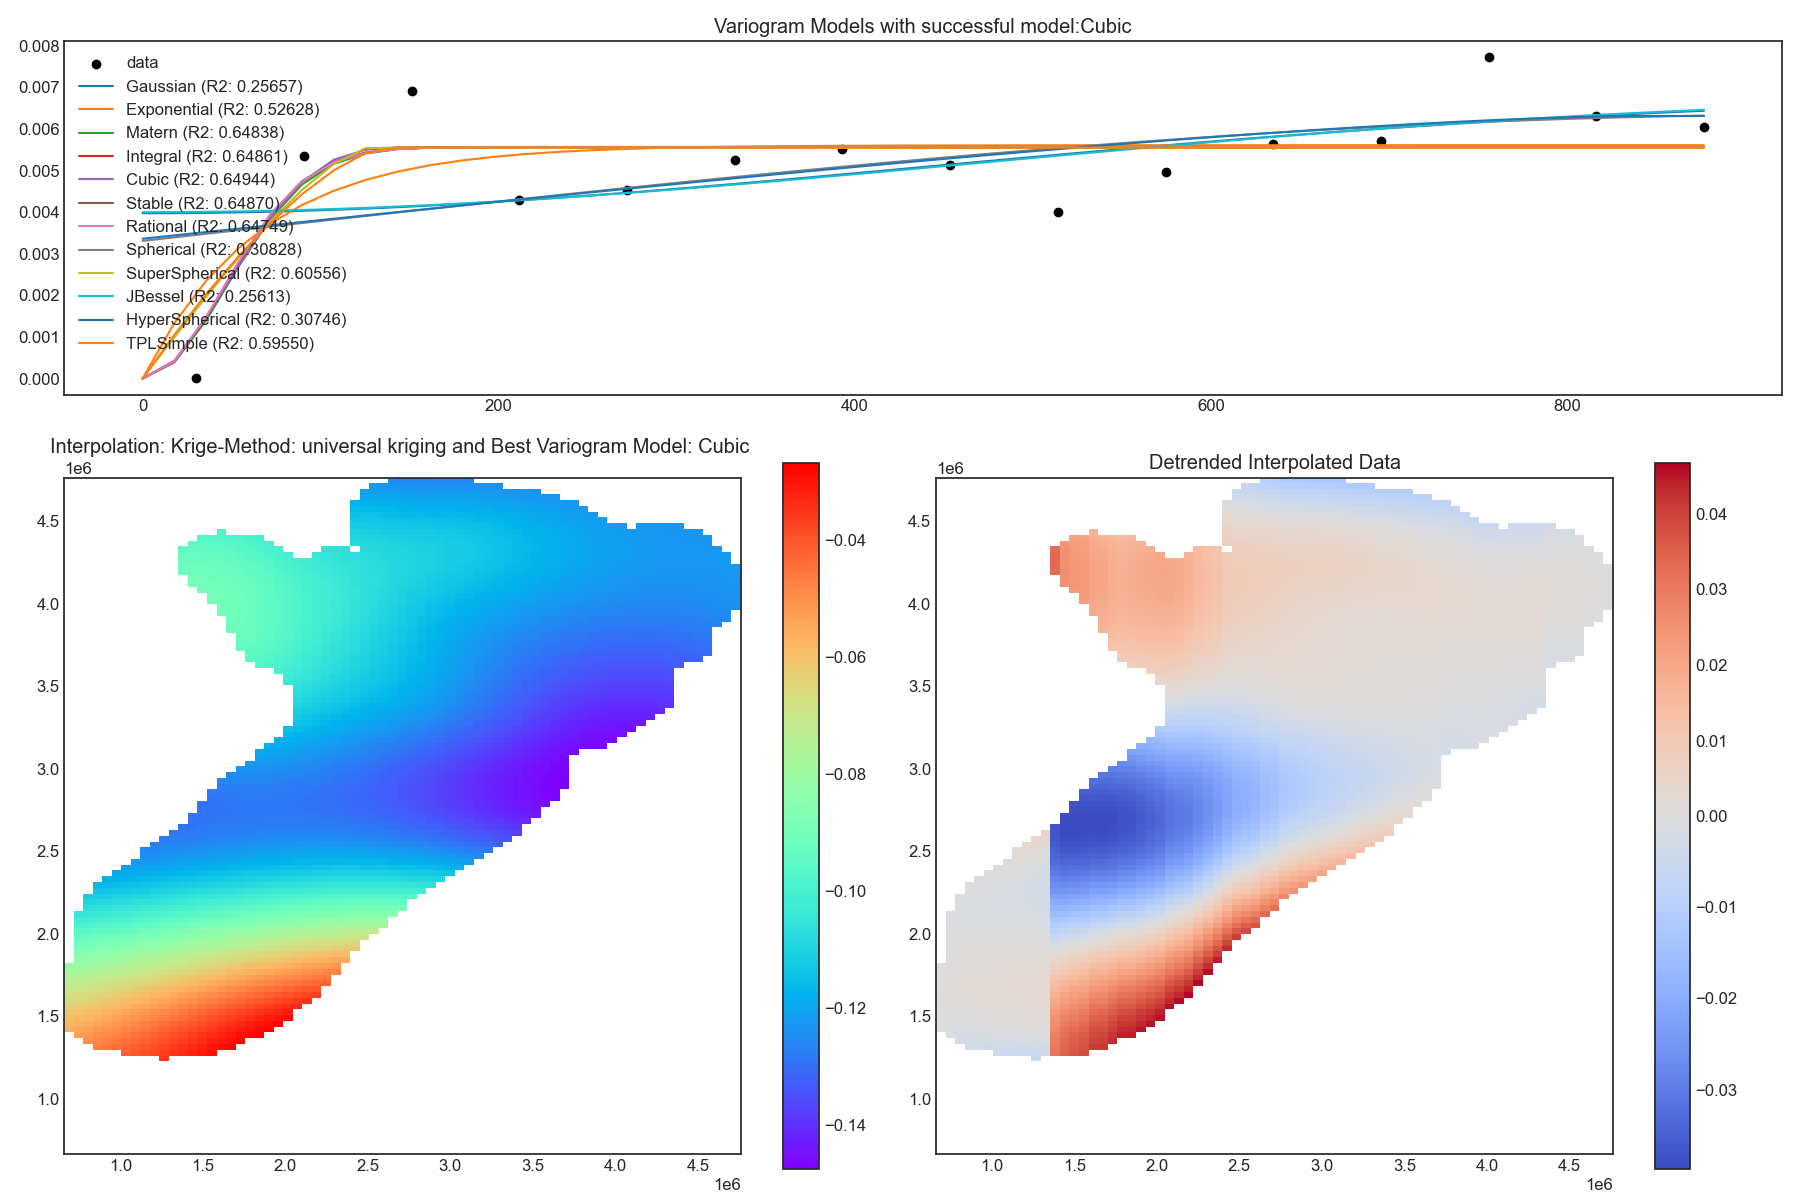 Variogram Models with successful model:Cubic
0.008
0.007
0.006
0.005
0.004
0.003
0.002
0.001
0.000
data
Gaussian (R2: 0.25657)
Exponential (R2: 0.52628)
Matern (R2: 0.64838)
Integral (R2: 0.64861)
Cubic (R2: 0.64944)
Stable (R2: 0.64870)
Rational (R2: 0.64749)
Spherical (R2: 0.30828)
SuperSpherical (R2: 0.60556)
JBessel (R2: 0.25613)
HyperSpherical (R2: 0.30746)
TPLSimple (R2: 0.59550)
0 200 400 600 800
Interpolation: Krige-Method: universal kriging and Best Variogram Model: Cubic
1e6
4.5
4.0
3.5
3.0
2.5
2.0
1.5
1.0
1.0 1.5 2.0 2.5 3.0 3.5 4.0 4.5
1e6
−0.04
−0.06
−0.08
−0.10
−0.12
−0.14
Detrended Interpolated Data
1e6
4.5
4.0
3.5
3.0
2.5
2.0
1.5
1.0
1.0 1.5 2.0 2.5 3.0 3.5 4.0 4.5
1e6
0.04
0.03
0.02
0.01
0.00
−0.01
−0.02
−0.03